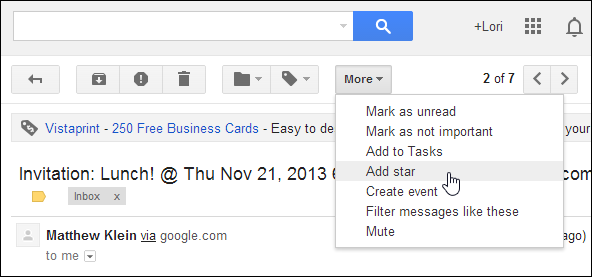 +Lori
More
2 of 7
Mark as unread
Mark as not important
Add to Tasks
Add star
Create event
Filter messages like these
Mute
Vistaprint - 250 Free Business Cards - Easy to de your
Invitation: Lunch! @ Thu Nov 21, 2013 6 com
Inbox x
Matthew Klein via google.com ago)
to me